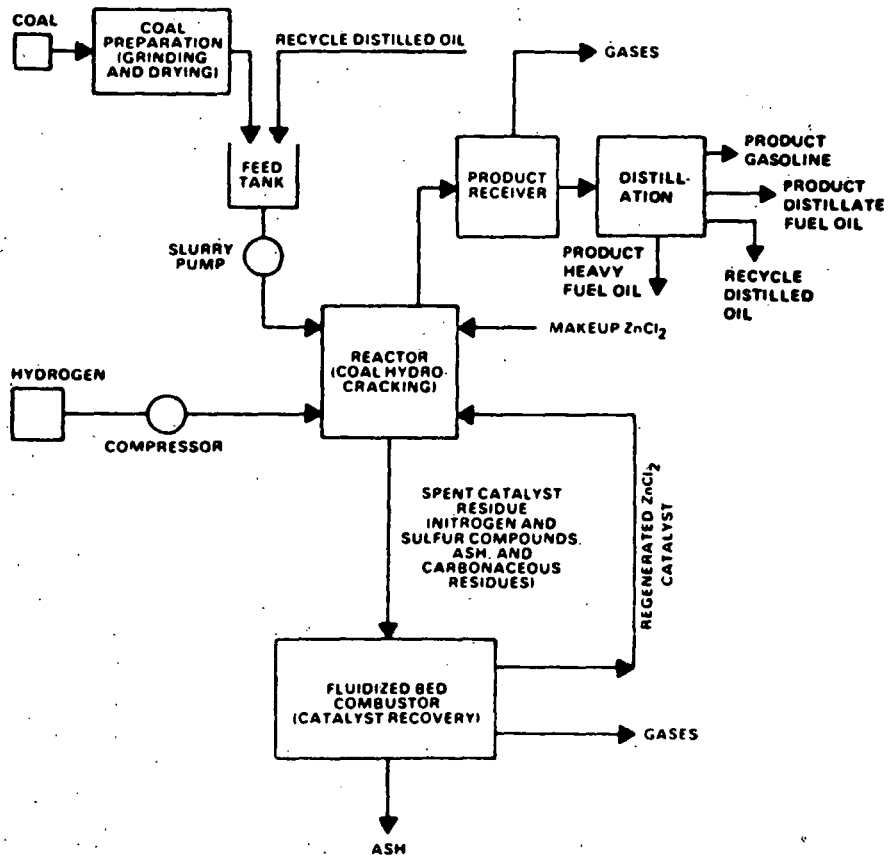 COAL
COAL
PREPARATION
(GRINDING
AND DRYING)
RECYCLE DISTILLED OIL
FEED
TANK
SLURRY
PUMP
GASES
PRODUCT
RECEIVER
DISTILL-
ATION
PRODUCT
GASOLINE
PRODUCT
DISTILLATE
FUEL OIL
PRODUCT
HEAVY
FUEL OIL
RECYCLE
DISTILLED
OIL
MAKEUP ZnCl₂
REACTOR
(COAL HYDRO-
CRACKING)
HYDROGEN
COMPRESSOR
SPENT CATALYST
RESIDUE
(NITROGEN AND
SULFUR COMPOUNDS,
ASH, AND
CARBONACEOUS
RESIDUES)
REGENERATED ZnCl₂
CATALYST
FLUIDIZED BED
COMBUSTOR
(CATALYST RECOVERY)
GASES
ASH